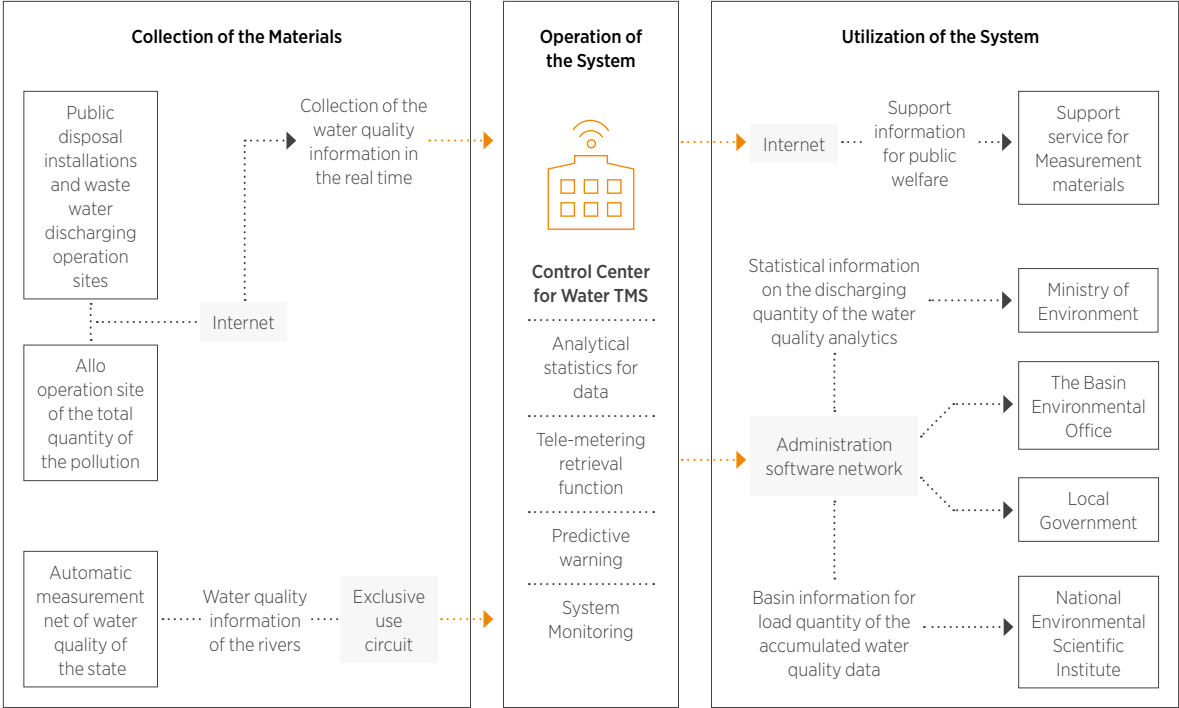 Collection of the Materials
Public
disposal
installations
and waste
water
discharging
operation
sites
Collection of the
water quality
information in
the real time
Internet
Allo
operation site
of the total
quantity of
the pollution
Automatic
measurement
net of water
quality of
the state
Water quality
information
of the rivers
Exclusive
use
circuit
Operation of
the System
Control Center
for Water TMS
Analytical
statistics for
data
Tele-metering
retrieval
function
Predictive
warning
System
Monitoring
Utilization of the System
Internet
Support
information
for public
welfare
Support
service for
Measurement
materials
Statistical information
on the discharging
quantity of the water
quality analytics
Ministry of
Environment
Administration
software network
The Basin
Environmental
Office
Local
Government
Basin information for
load quantity of the
accumulated water
quality data
National
Environmental
Scientific
Institute